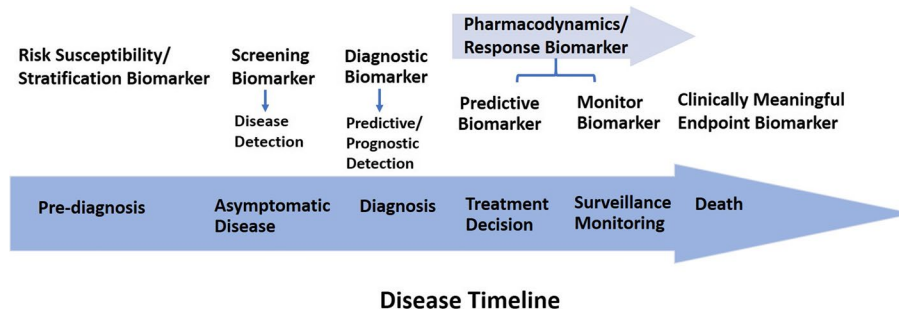 Risk Susceptibility/
Stratification Biomarker
Screening
Biomarker
Disease
Detection
Diagnostic
Biomarker
Predictive/
Prognostic
Detection
Pharmacodynamics/
Response Biomarker
Predictive
Biomarker
Monitor
Biomarker
Clinically Meaningful
Endpoint Biomarker
Pre-diagnosis
Asymptomatic
Disease
Diagnosis
Treatment
Decision
Surveillance
Monitoring
Death
Disease Timeline